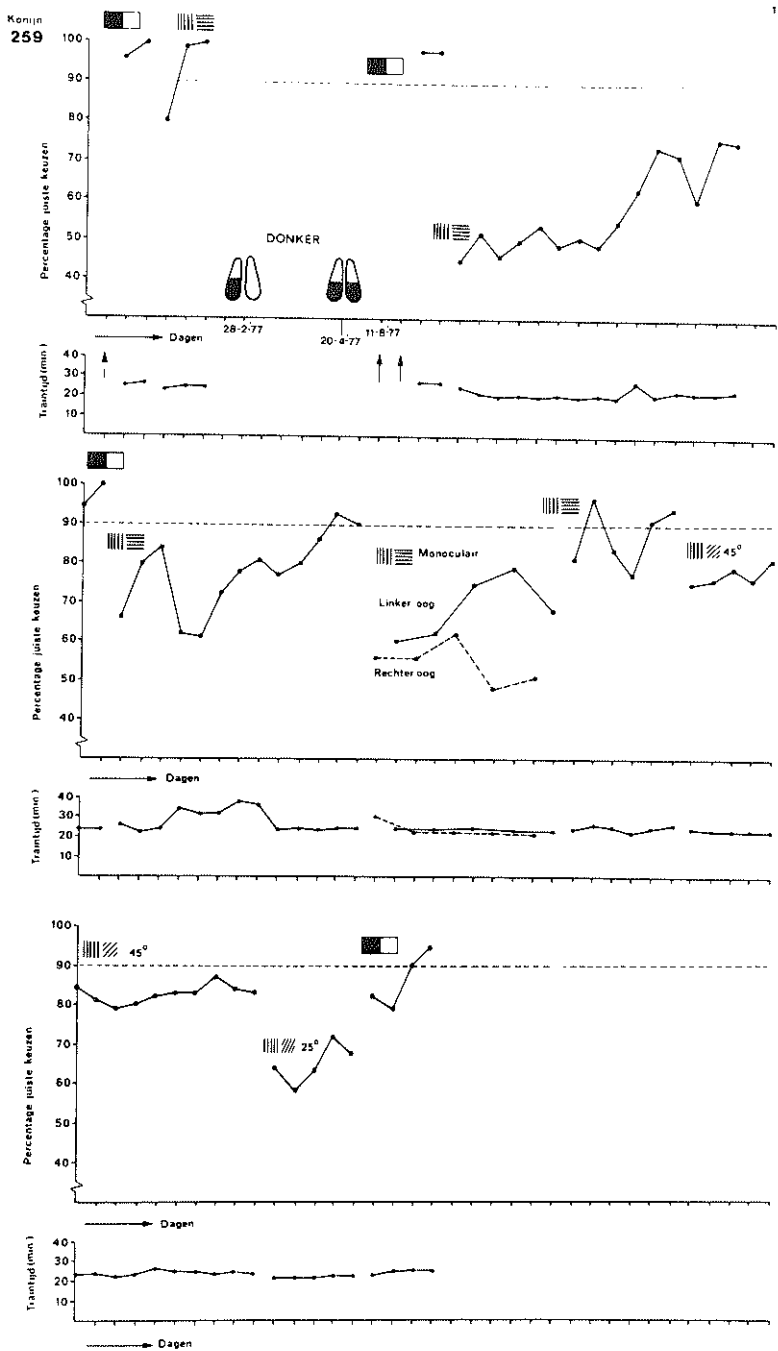 Konijn
259
1
Percentage juiste keuzen
100
90
80
70
60
50
40
DONKER
28-2-77
20-4-77
11-8-77
Dagen
Traintijd (min.)
40
30
20
10
Percentage juiste keuzen
100
90
80
70
60
50
40
Monoculair
Linker oog
Rechter oog
45°
Dagen
Traintijd (min.)
40
30
20
10
Percentage juiste keuzen
100
90
80
70
60
50
40
45°
25°
Dagen
Traintijd (min.)
40
30
20
10
Dagen